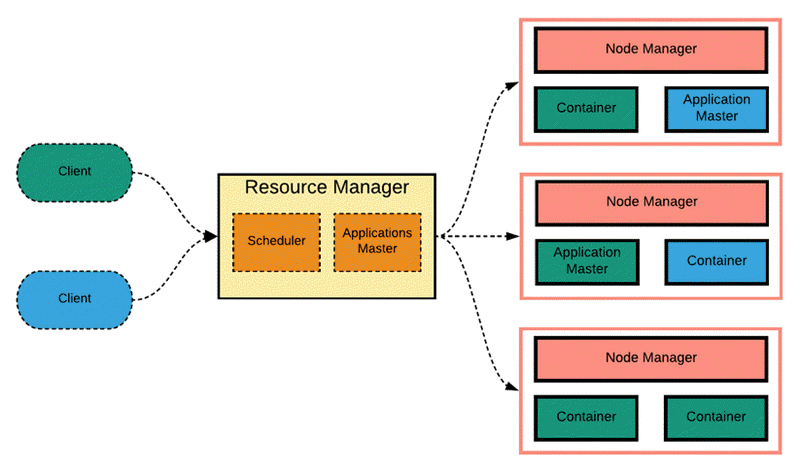 Client
Client
Resource Manager
Scheduler
Applications
Master
Node Manager
Container
Application
Master
Node Manager
Application
Master
Container
Node Manager
Container
Container